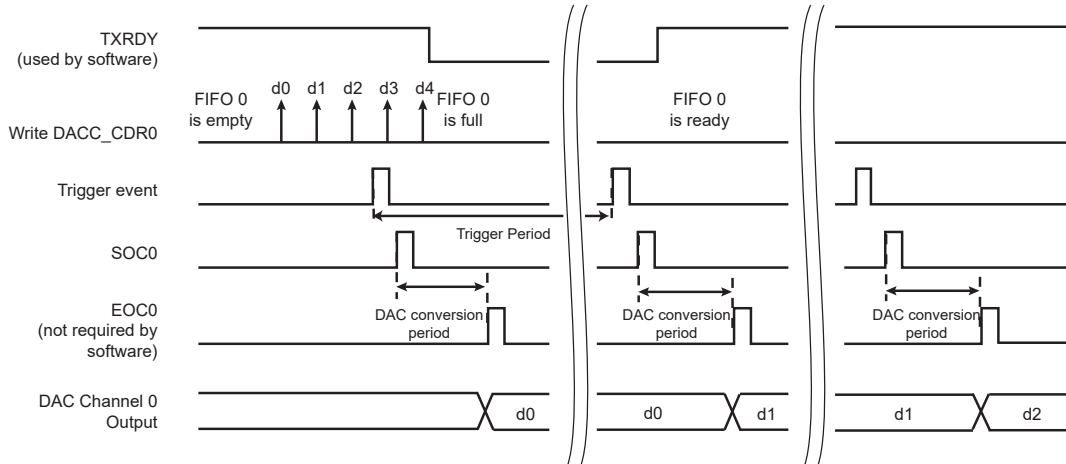 TXRDY
(used by software)
FIFO 0
is empty
d0
d1
d2
d3
d4
FIFO 0
is full
FIFO 0
is ready
Write DACC_CDR0
Trigger event
Trigger Period
SOC0
EOC0
(not required by
software)
DAC conversion
period
DAC conversion
period
DAC conversion
period
DAC Channel 0
Output
d0
d0
d1
d1
d2